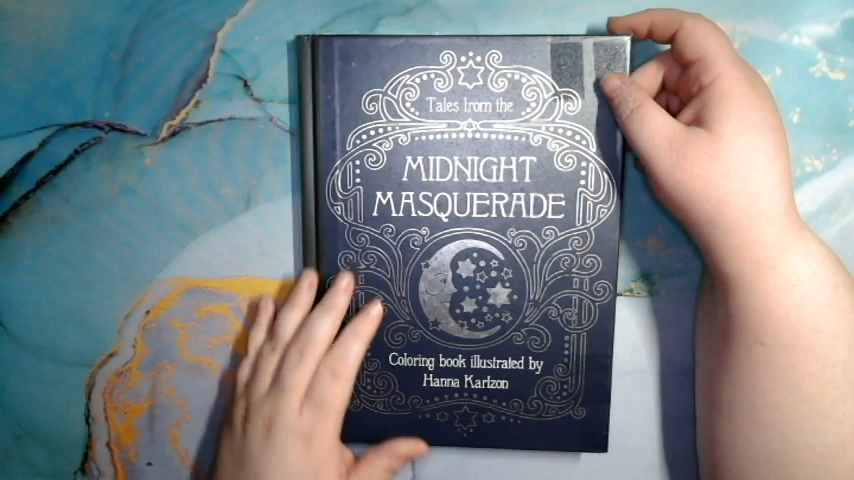 Tales from the
MIDNIGHT
MASQUERADE
Coloring book illustrated by
Hanna Karlzon